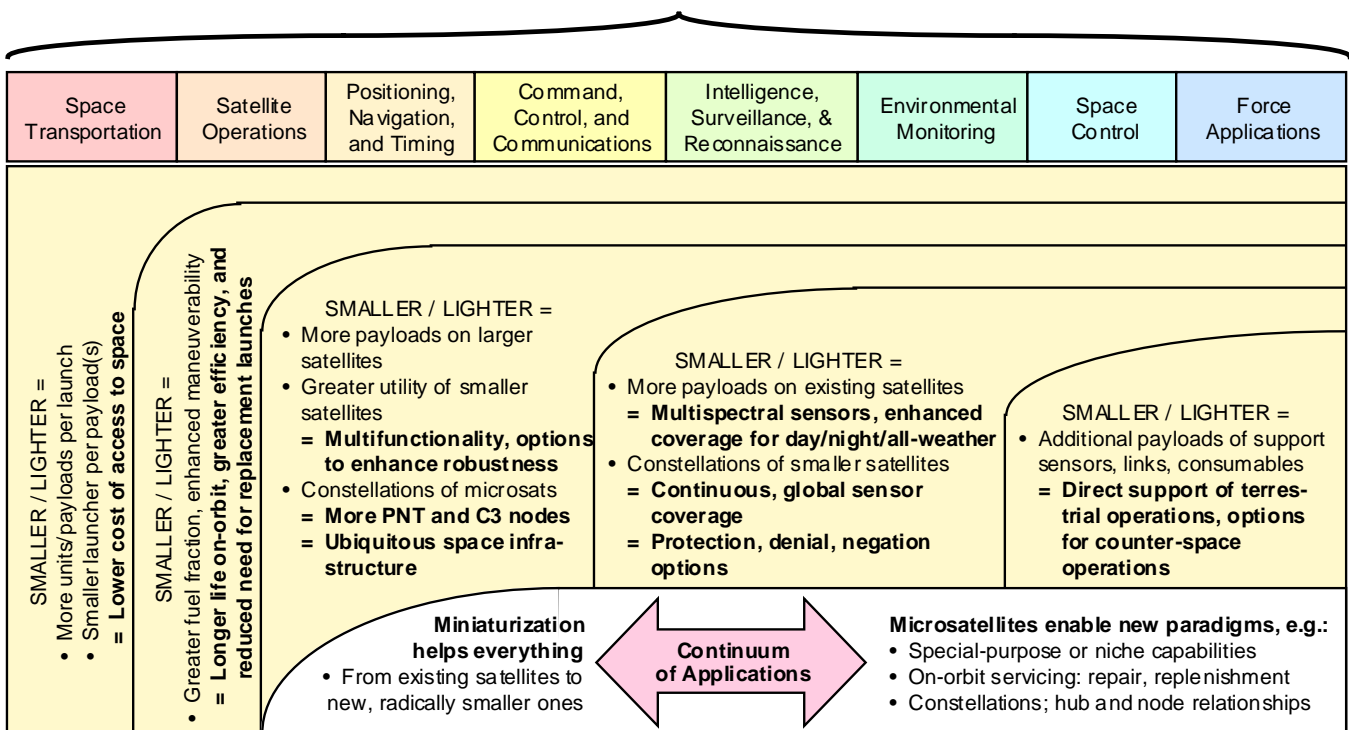 Space
Transportation
Satellite
Operations
Positioning,
Navigation,
and Timing
Command,
Control, and
Communications
Intelligence,
Surveillance, &
Reconnaissance
Environmental
Monitoring
Space
Control
Force
Applications
SMALLER / LIGHTER =
• More units/payloads per launch
• Smaller launcher per payload(s)
= Lower cost of access to space
SMALLER / LIGHTER =
• Greater fuel fraction, enhanced maneuverability
= Longer life on-orbit, greater efficiency, and
reduced need for replacement launches
SMALLER / LIGHTER =
• More payloads on larger
satellites
• Greater utility of smaller
satellites
= Multifunctionality, options
to enhance robustness
• Constellations of microsats
= More PNT and C3 nodes
= Ubiquitous space infra-
structure
SMALLER / LIGHTER =
• More payloads on existing satellites
= Multispectral sensors, enhanced
coverage for day/night/all-weather
• Constellations of smaller satellites
= Continuous, global sensor
coverage
= Protection, denial, negation
options
SMALLER / LIGHTER =
• Additional payloads of support
sensors, links, consumables
= Direct support of terres-
trial operations, options
for counter-space
operations
Miniaturization
helps everything
• From existing satellites to
new, radically smaller ones
Continuum
of Applications
Microsatellites enable new paradigms, e.g.:
• Special-purpose or niche capabilities
• On-orbit servicing: repair, replenishment
• Constellations; hub and node relationships